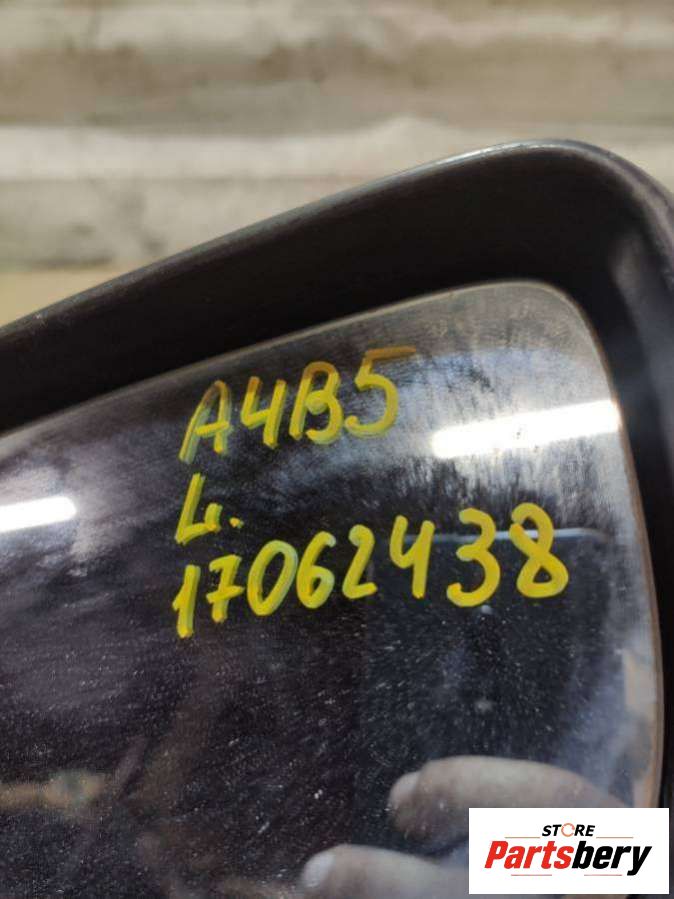 A4B5
L.
17062438
STORE
Partsbery